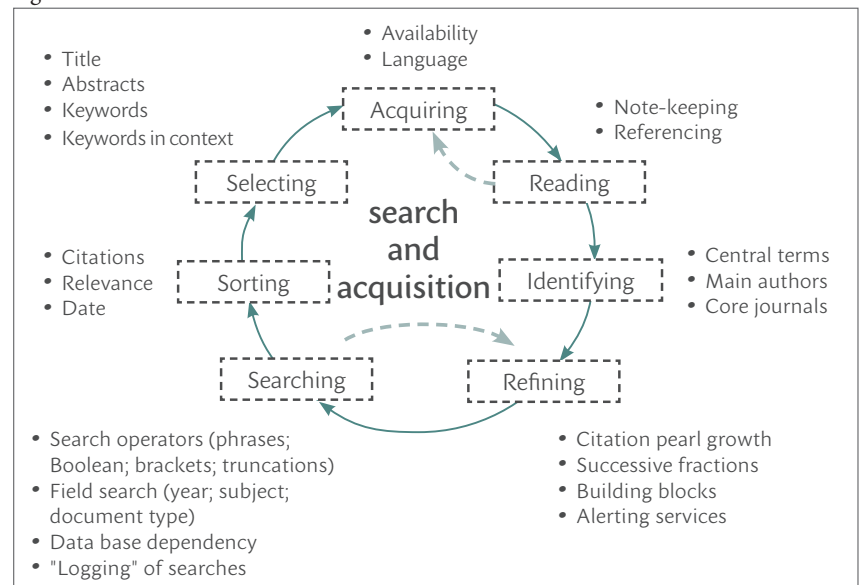 • Availability
• Language
• Title
• Abstracts
• Keywords
• Keywords in context
Acquiring
• Note-keeping
• Referencing
Selecting
Reading
search
and
acquisition
• Citations
• Relevance
• Date
Sorting
Identifying
• Central terms
• Main authors
• Core journals
Searching
Refining
• Search operators (phrases;
Boolean; brackets; truncations)
• Field search (year; subject;
document type)
• Data base dependency
• "Logging" of searches
• Citation pearl growth
• Successive fractions
• Building blocks
• Alerting services